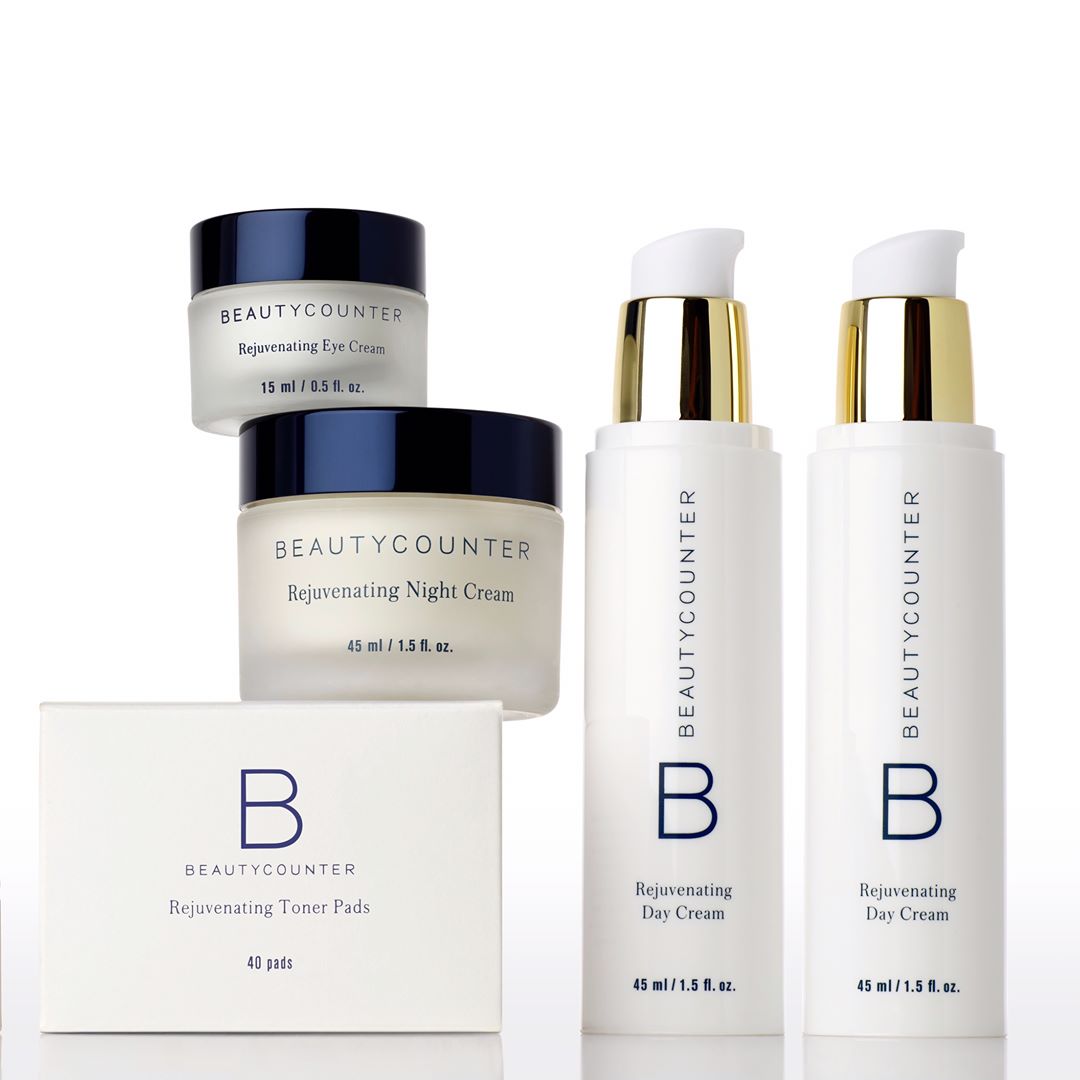 BEAUTYCOUNTER
Rejuvenating Eye Cream
15 ml / 0.5 fl. oz.
BEAUTYCOUNTER
Rejuvenating Night Cream
45 ml / 1.5 fl. oz.
B
BEAUTYCOUNTER
Rejuvenating Toner Pads
40 pads
BEAUTYCOUNTER
B
Rejuvenating
Day Cream
45 ml / 1.5 fl. oz.
BEAUTYCOUNTER
B
Rejuvenating
Day Cream
45 ml / 1.5 fl. oz.